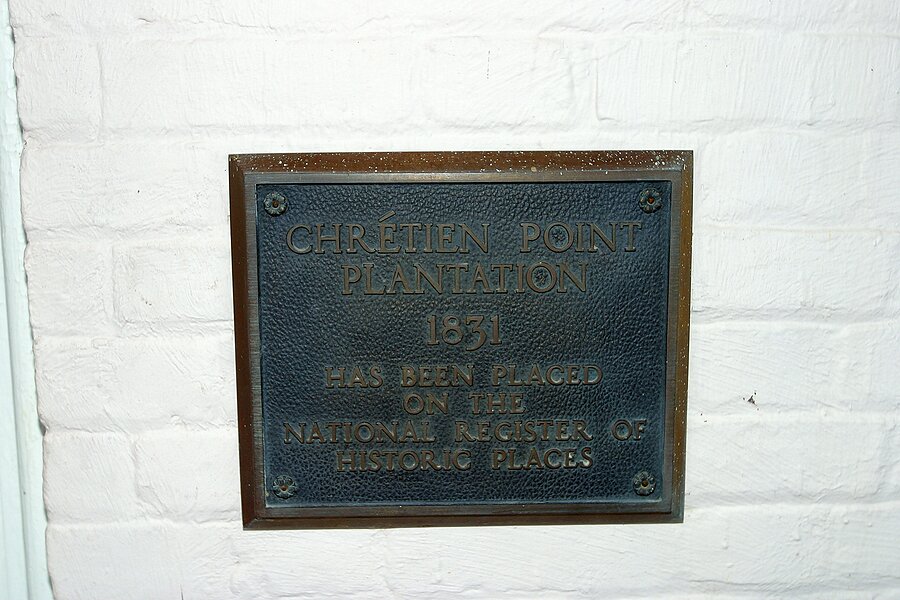 CHRÉTIEN POINT
PLANTATION
1831
HAS BEEN PLACED
ON THE
NATIONAL REGISTER OF
HISTORIC PLACES